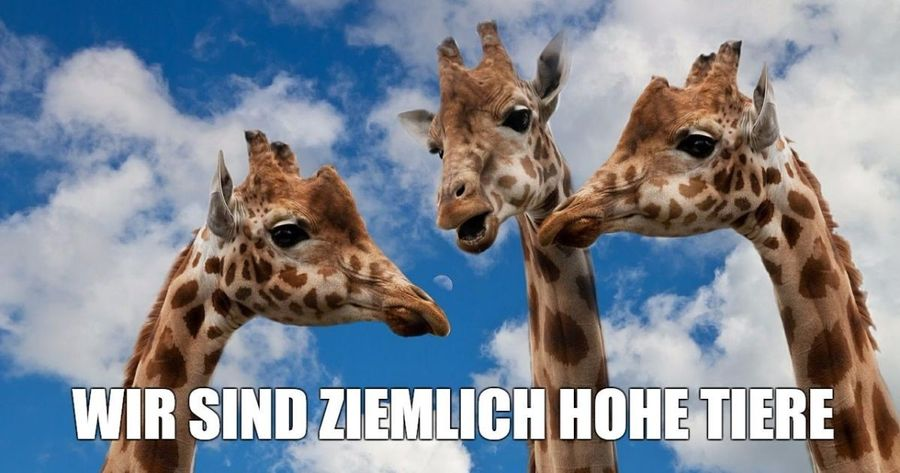 WIR SIND ZIEMLICH HOHE TIERE